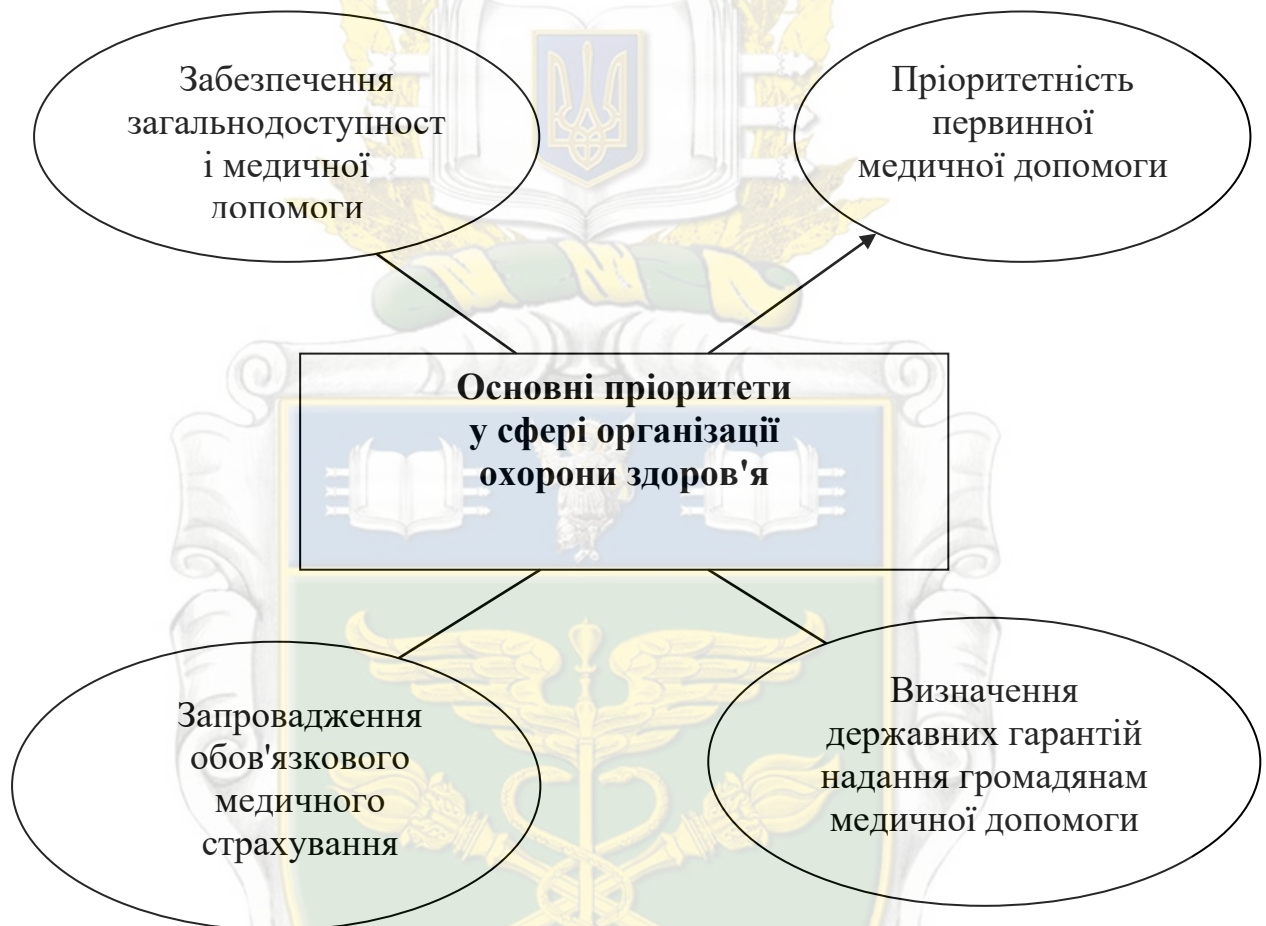 Забезпечення
загальнодоступност
і медичної
допомоги
Пріоритетність
первинної
медичної допомоги
Основні пріоритети
у сфері організації
охорони здоров'я
Запровадження
обов'язкового
медичного
страхування
Визначення
державних гарантій
надання громадянам
медичної допомоги